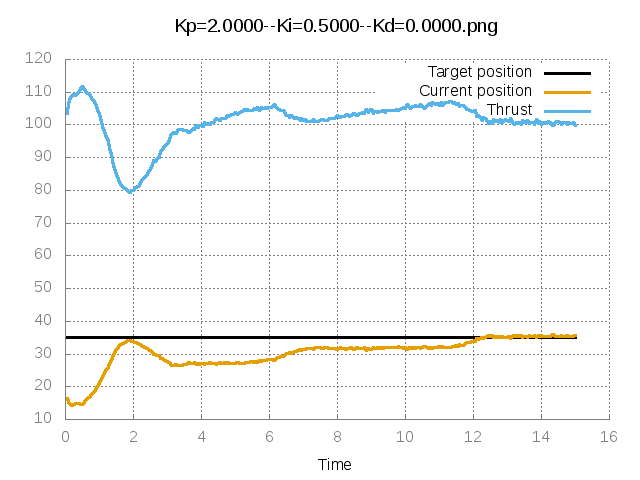 Kp=2.0000--Ki=0.5000--Kd=0.0000.png
120
110
100
90
80
70
60
50
40
30
20
10
Target position
Current position
Thrust
0 2 4 6 8 10 12 14 16
Time